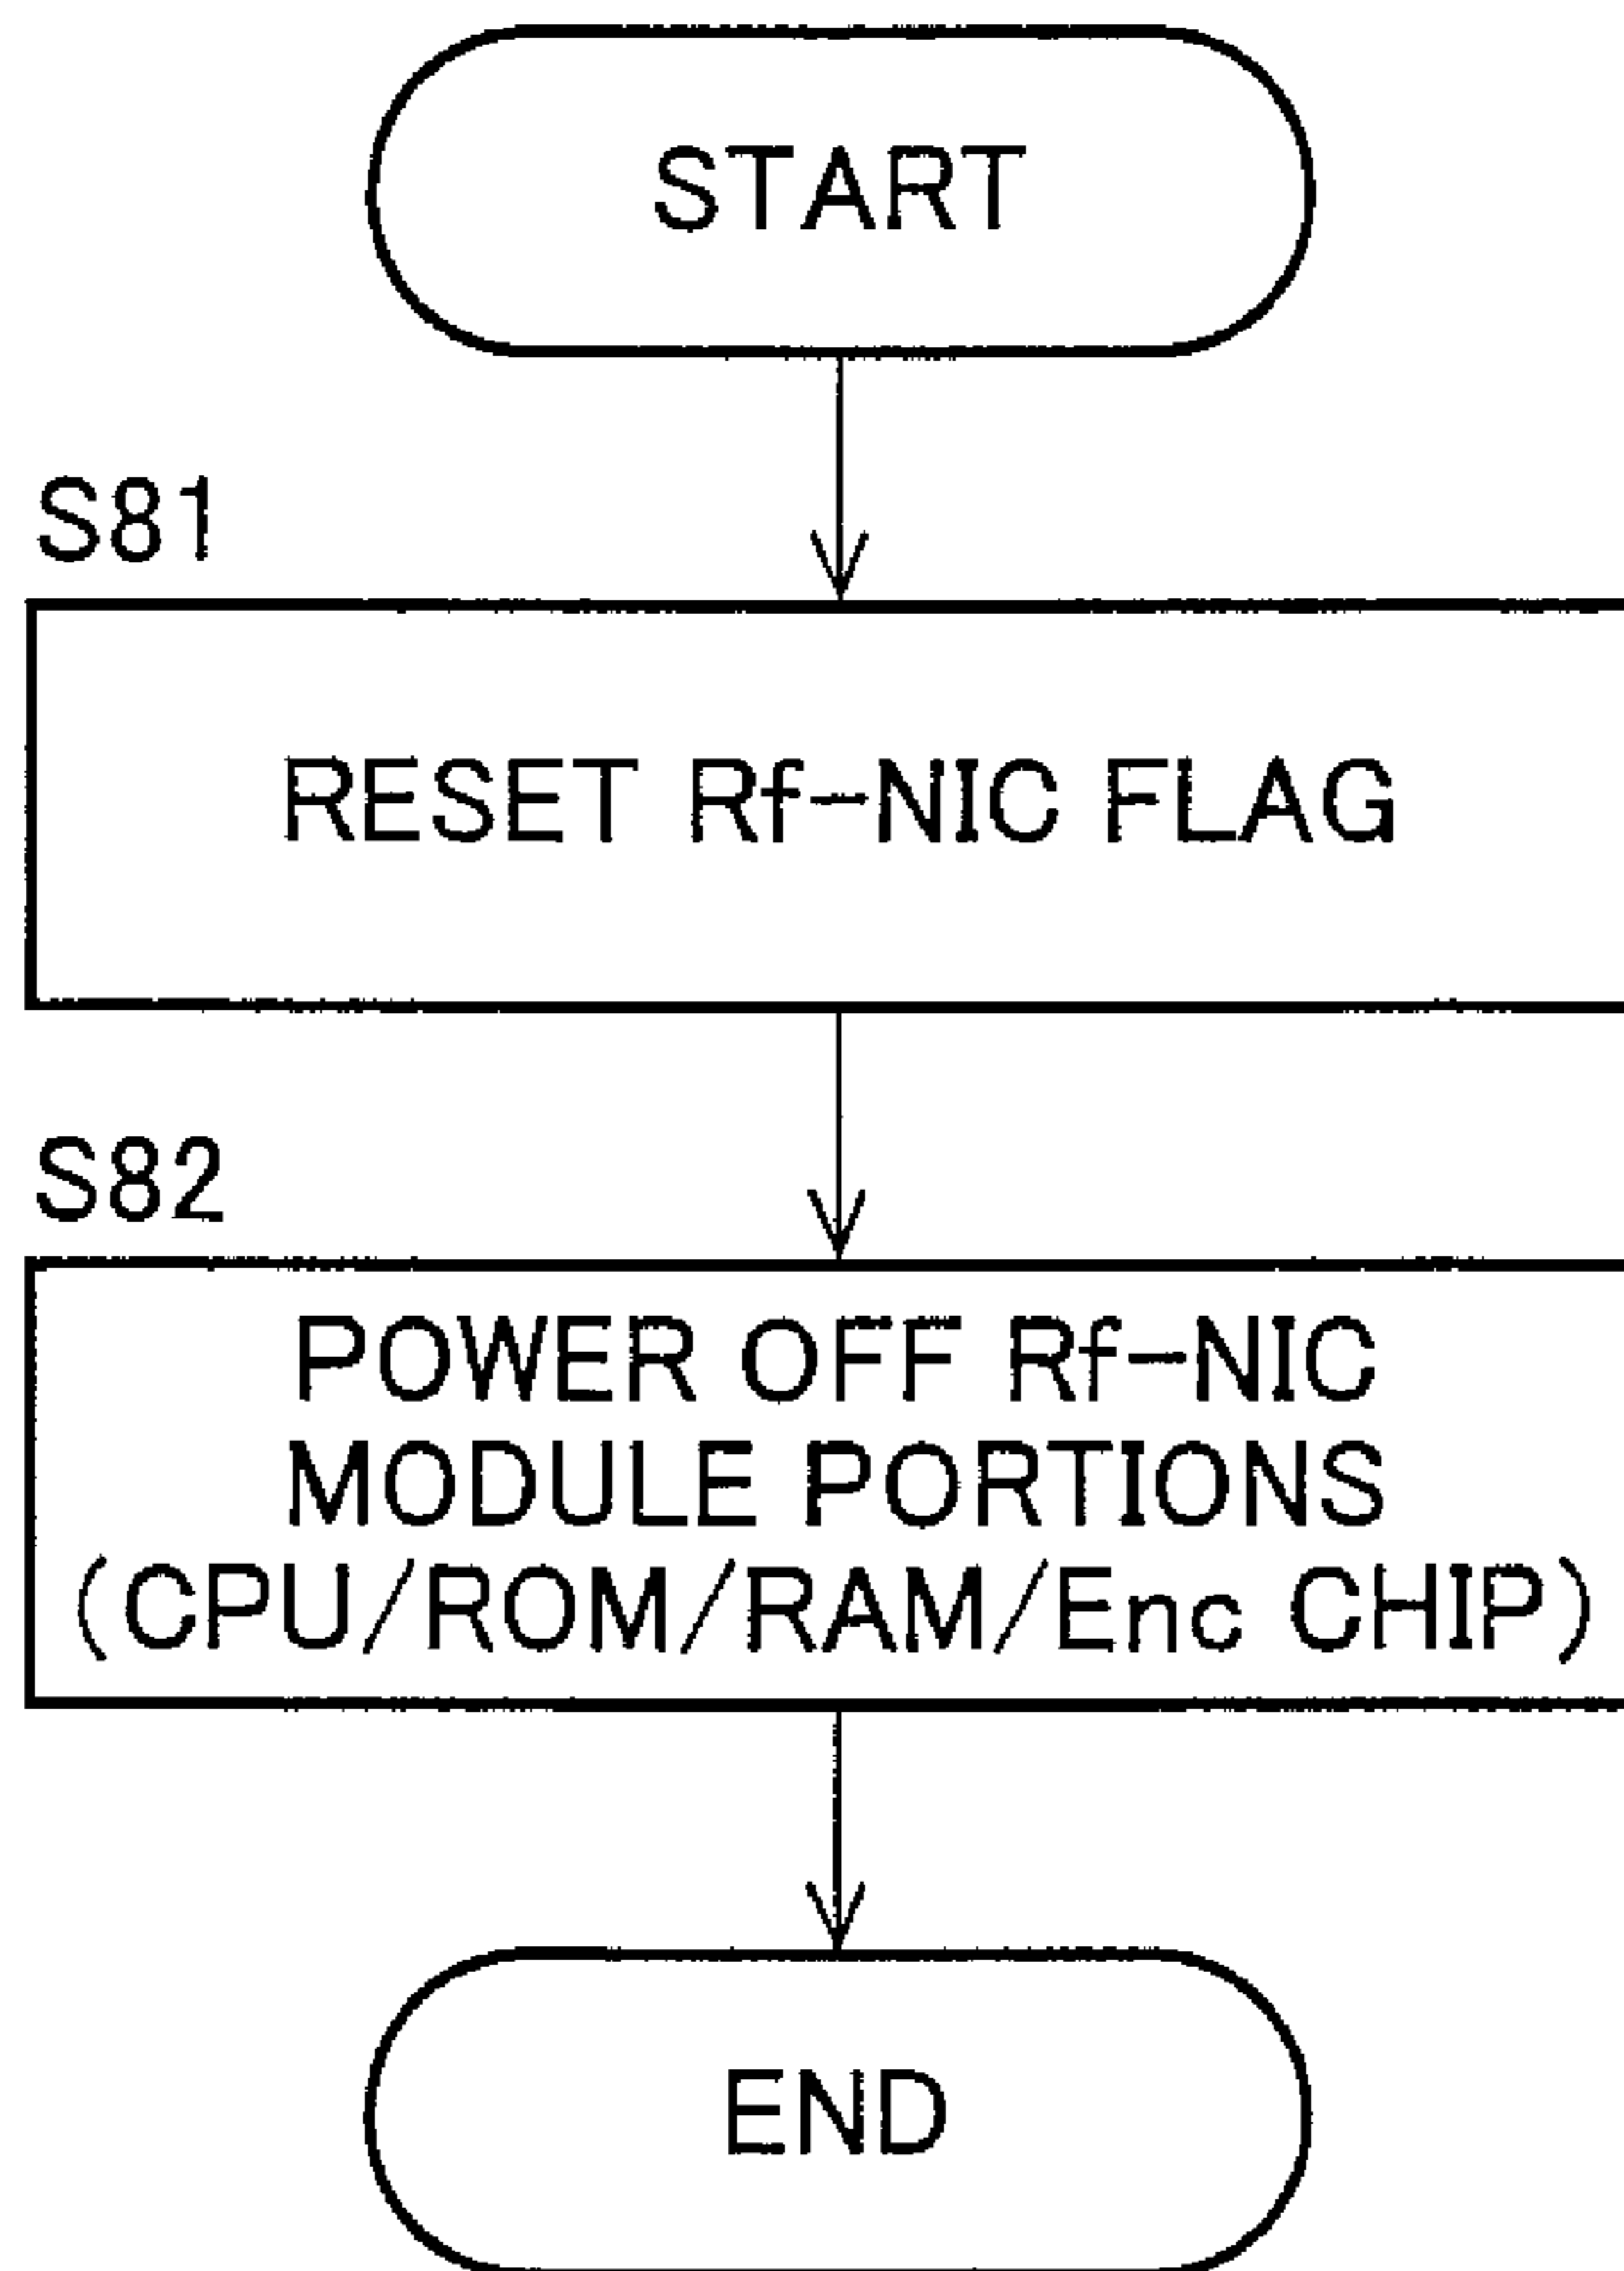 START
S81
RESET Rf-NIC FLAG
S82
POWER OFF Rf-NIC
MODULE PORTIONS
(CPU/ROM/RAM/Enc CHIP)
END